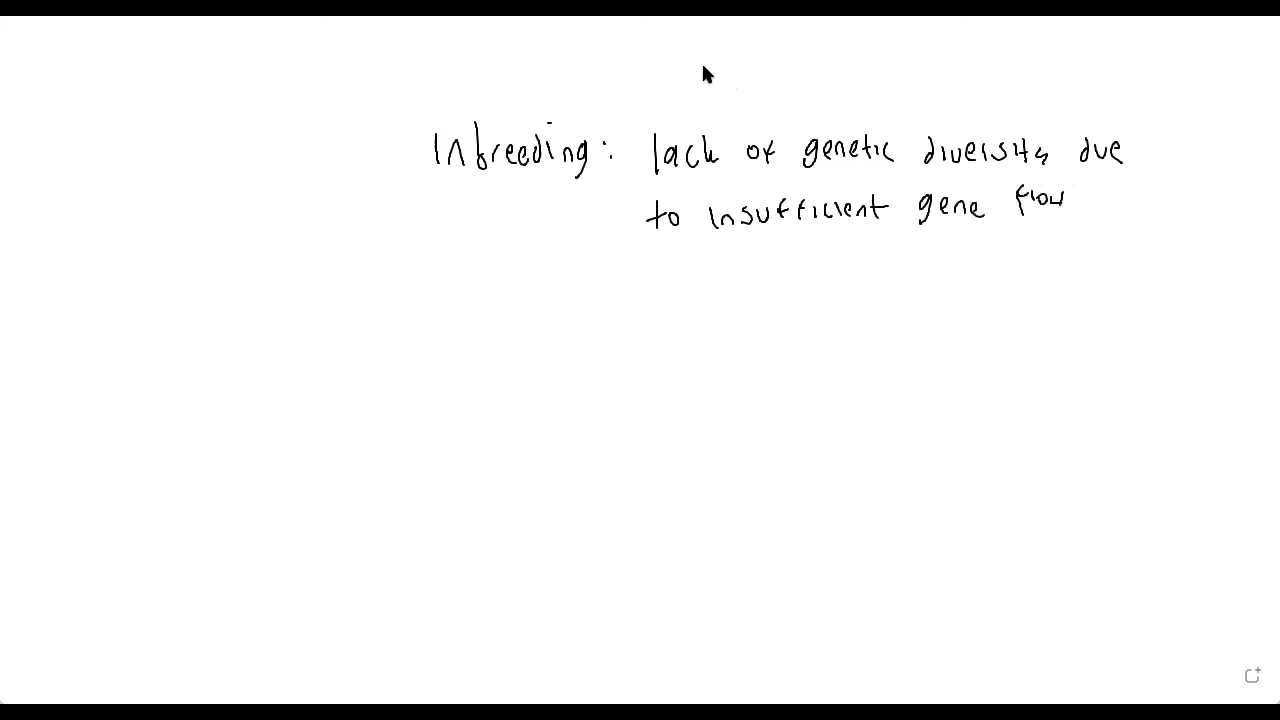 Inbreeding: lack of genetic diversity due
to insufficient gene flow